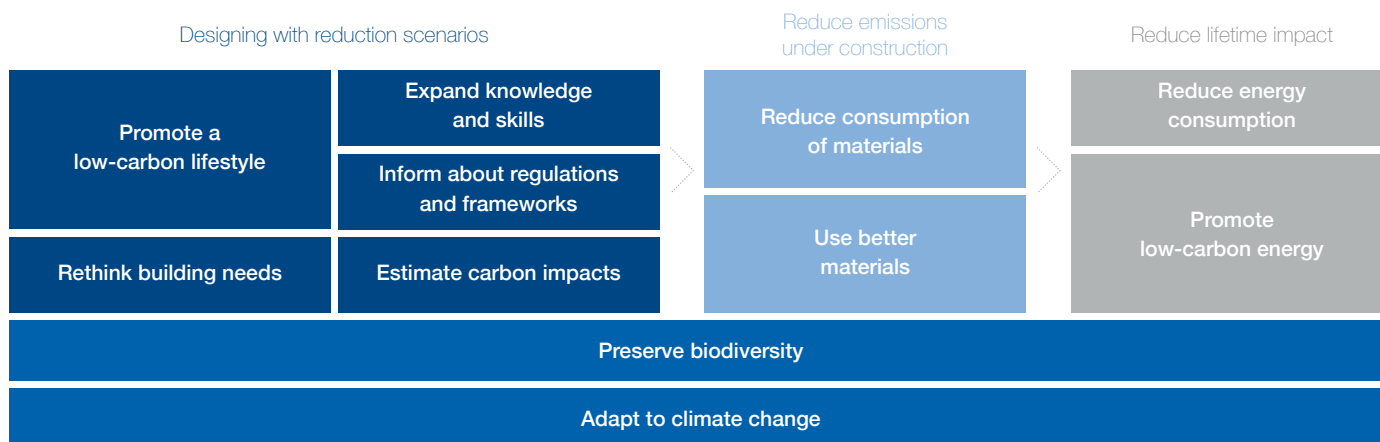 Designing with reduction scenarios
Reduce emissions
under construction
Reduce lifetime impact
Promote a
low-carbon lifestyle
Rethink building needs
Expand knowledge
and skills
Inform about regulations
and frameworks
Estimate carbon impacts
Reduce consumption
of materials
Use better
materials
Reduce energy
consumption
Promote
low-carbon energy
Preserve biodiversity
Adapt to climate change